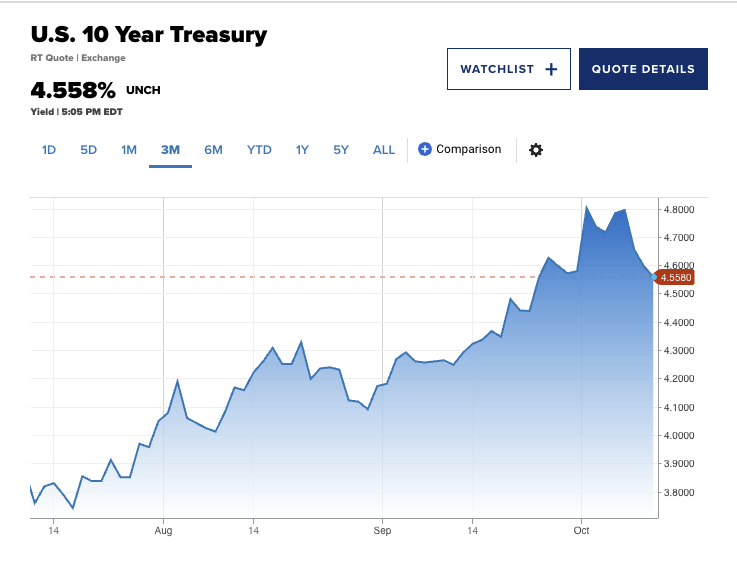 U.S. 10 Year Treasury
RT Quote | Exchange
4.558% UNCH
Yield | 5:05 PM EDT
WATCHLIST +
QUOTE DETAILS
1D 5D 1M 3M 6M YTD 1Y 5Y ALL + Comparison
4.8000
4.7000
4.6000
4.5580
4.5000
4.4000
4.3000
4.2000
4.1000
4.0000
3.9000
3.8000
14 Aug 14 Sep 14 Oct